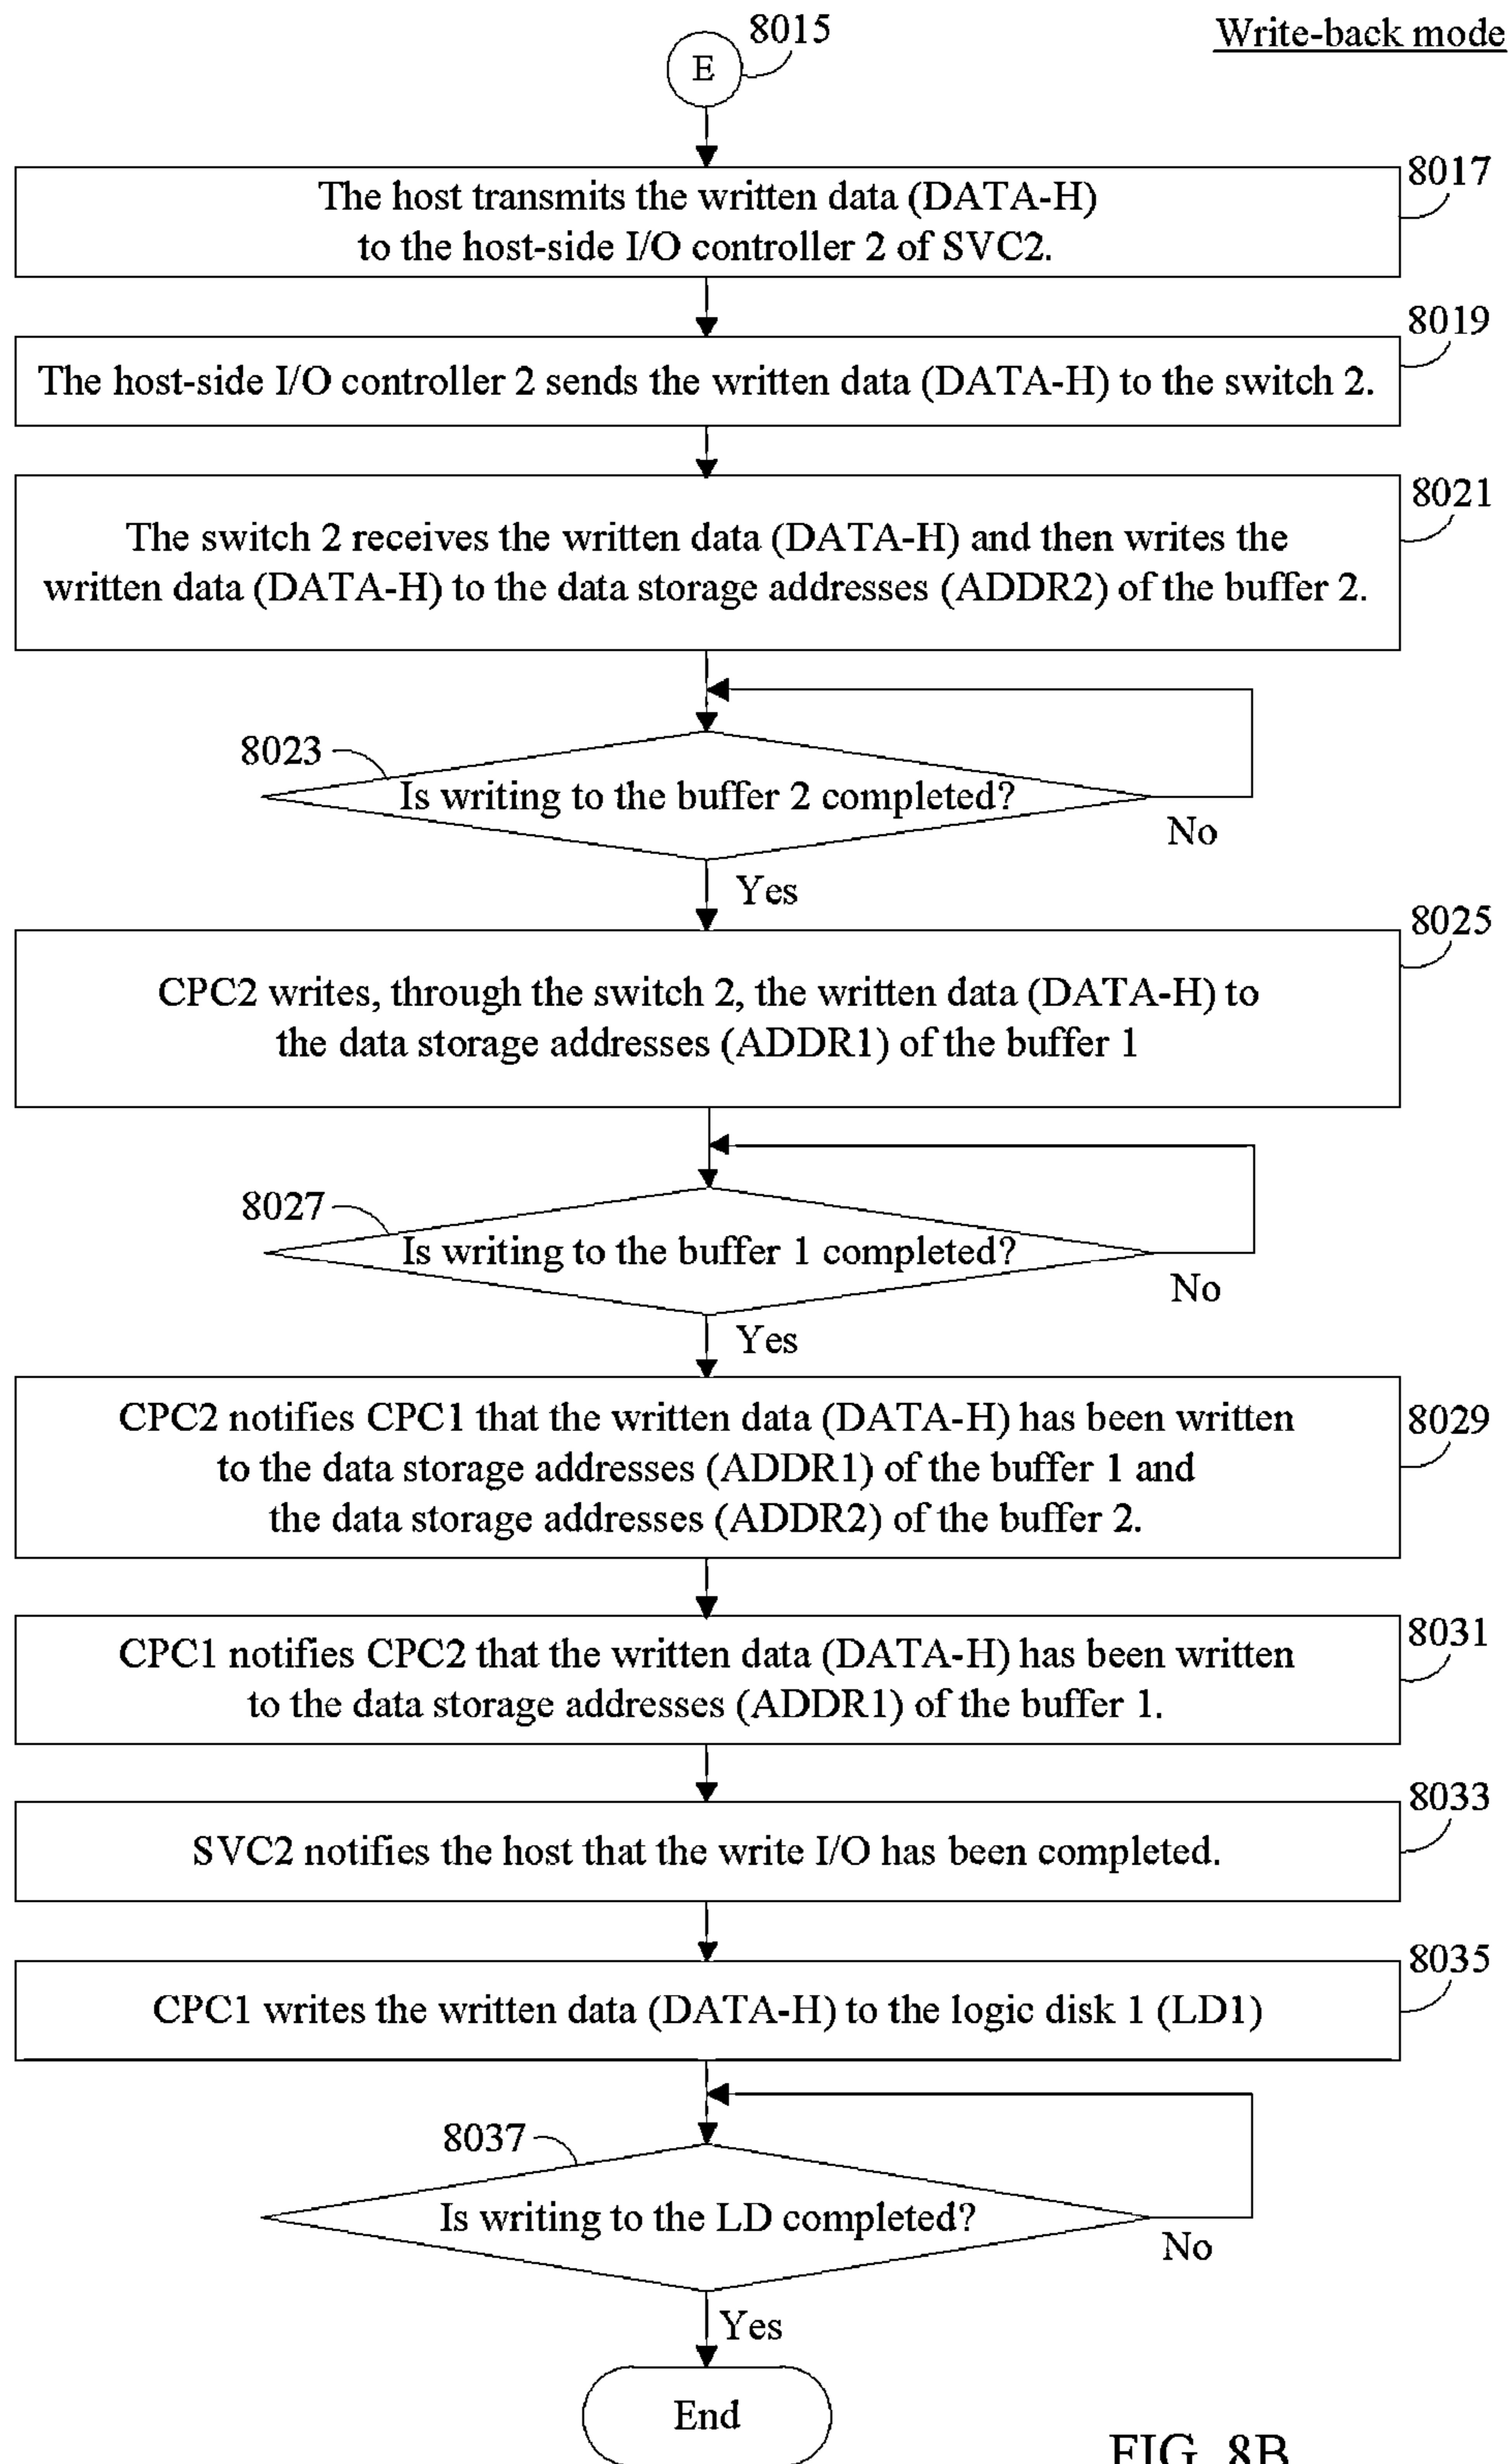 Write-back mode
8015
E
8017
The host transmits the written data (DATA-H)
to the host-side I/O controller 2 of SVC2.
8019
The host-side I/O controller 2 sends the written data (DATA-H) to the switch 2.
8021
The switch 2 receives the written data (DATA-H) and then writes the
written data (DATA-H) to the data storage addresses (ADDR2) of the buffer 2.
8023
Is writing to the buffer 2 completed?
No
Yes
8025
CPC2 writes, through the switch 2, the written data (DATA-H) to
the data storage addresses (ADDR1) of the buffer 1
8027
Is writing to the buffer 1 completed?
No
Yes
8029
CPC2 notifies CPC1 that the written data (DATA-H) has been written
to the data storage addresses (ADDR1) of the buffer 1 and
the data storage addresses (ADDR2) of the buffer 2.
8031
CPC1 notifies CPC2 that the written data (DATA-H) has been written
to the data storage addresses (ADDR1) of the buffer 1.
8033
SVC2 notifies the host that the write I/O has been completed.
8035
CPC1 writes the written data (DATA-H) to the logic disk 1 (LD1)
8037
Is writing to the LD completed?
No
Yes
End
FIG. 8B